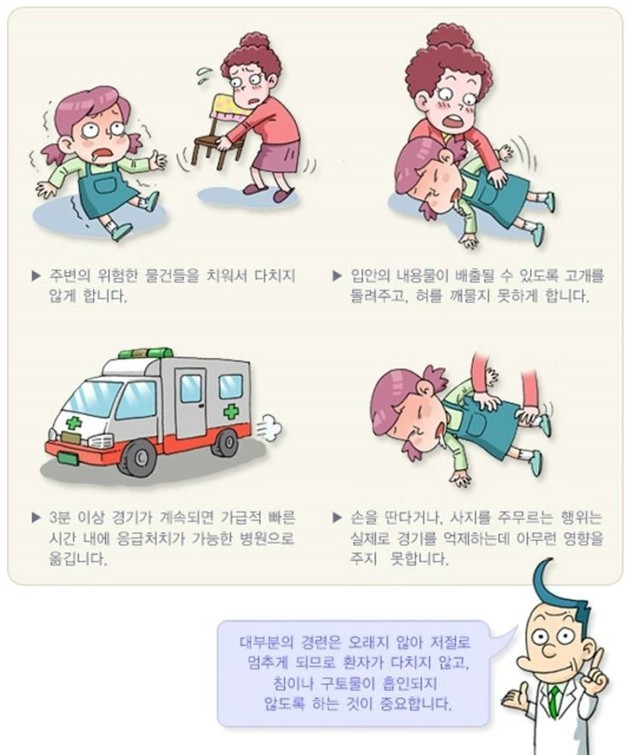 ▶ 주변의 위험한 물건들을 치워서 다치지
않게 합니다.
▶ 입안의 내용물이 배출될 수 있도록 고개를
돌려주고, 혀를 깨물지 못하게 합니다.
▶ 3분 이상 경기가 계속되면 가급적 빠른
시간 내에 응급처치가 가능한 병원으로
옮깁니다.
▶ 손을 딴다거나, 사지를 주무르는 행위는
실제로 경기를 억제하는데 아무런 영향을
주지 못합니다.
대부분의 경련은 오래지 않아 저절로
멈추게 되므로 환자가 다치지 않고,
침이나 구토물이 흡인되지
않도록 하는 것이 중요합니다.